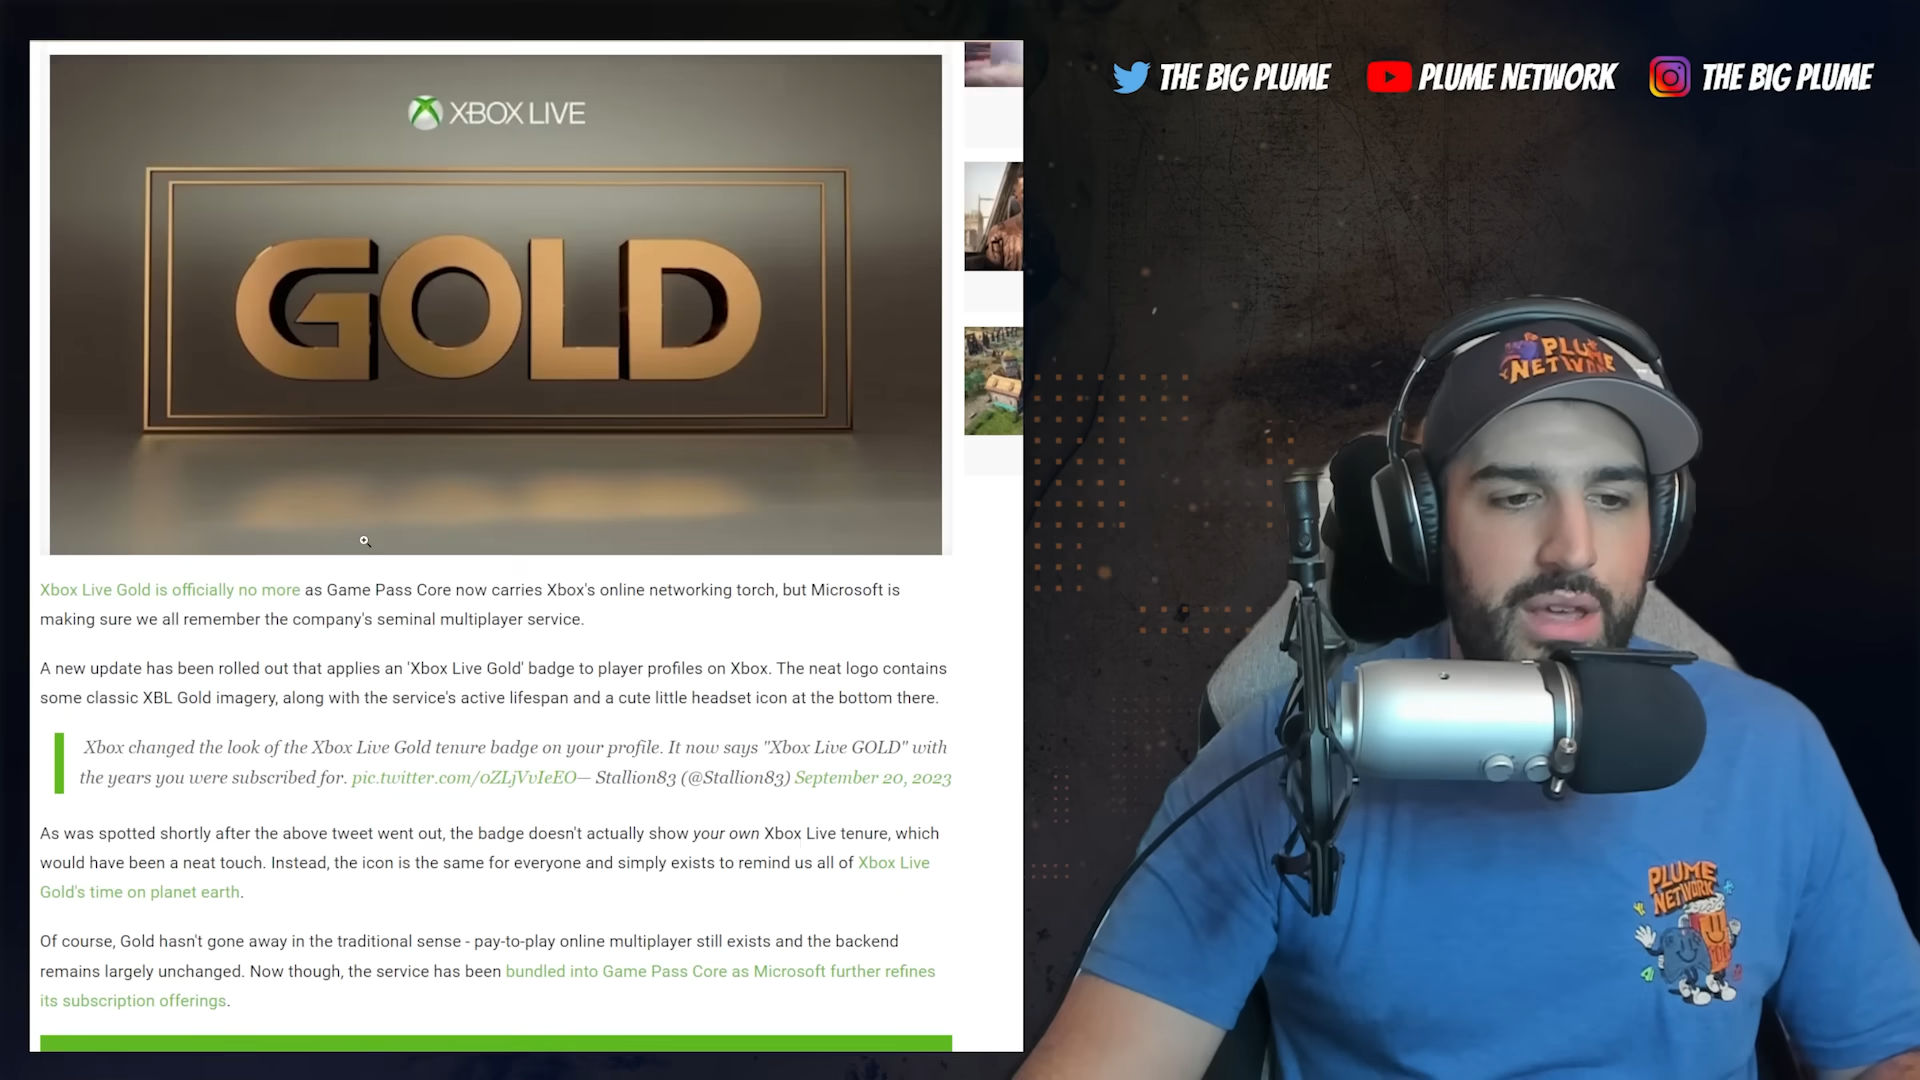 THE BIG PLUME PLUME NETWORK THE BIG PLUME
XBOX LIVE
GOLD
Xbox Live Gold is officially no more as Game Pass Core now carries Xbox's online networking torch, but Microsoft is
making sure we all remember the company's seminal multiplayer service.
A new update has been rolled out that applies an 'Xbox Live Gold' badge to player profiles on Xbox. The neat logo contains
some classic XBL Gold imagery, along with the service's active lifespan and a cute little headset icon at the bottom there.
Xbox changed the look of the Xbox Live Gold tenure badge on your profile. It now says "Xbox Live GOLD" with
the years you were subscribed for. pic.twitter.com/0ZLjVvIeEO— Stallion83 (@Stallion83) September 20, 2023
As was spotted shortly after the above tweet went out, the badge doesn't actually show your own Xbox Live tenure, which
would have been a neat touch. Instead, the icon is the same for everyone and simply exists to remind us all of Xbox Live
Gold's time on planet earth.
Of course, Gold hasn't gone away in the traditional sense - pay-to-play online multiplayer still exists and the backend
remains largely unchanged. Now though, the service has been bundled into Game Pass Core as Microsoft further refines
its subscription offerings.
PLUME
NETWORK
PLUME
NETWORK